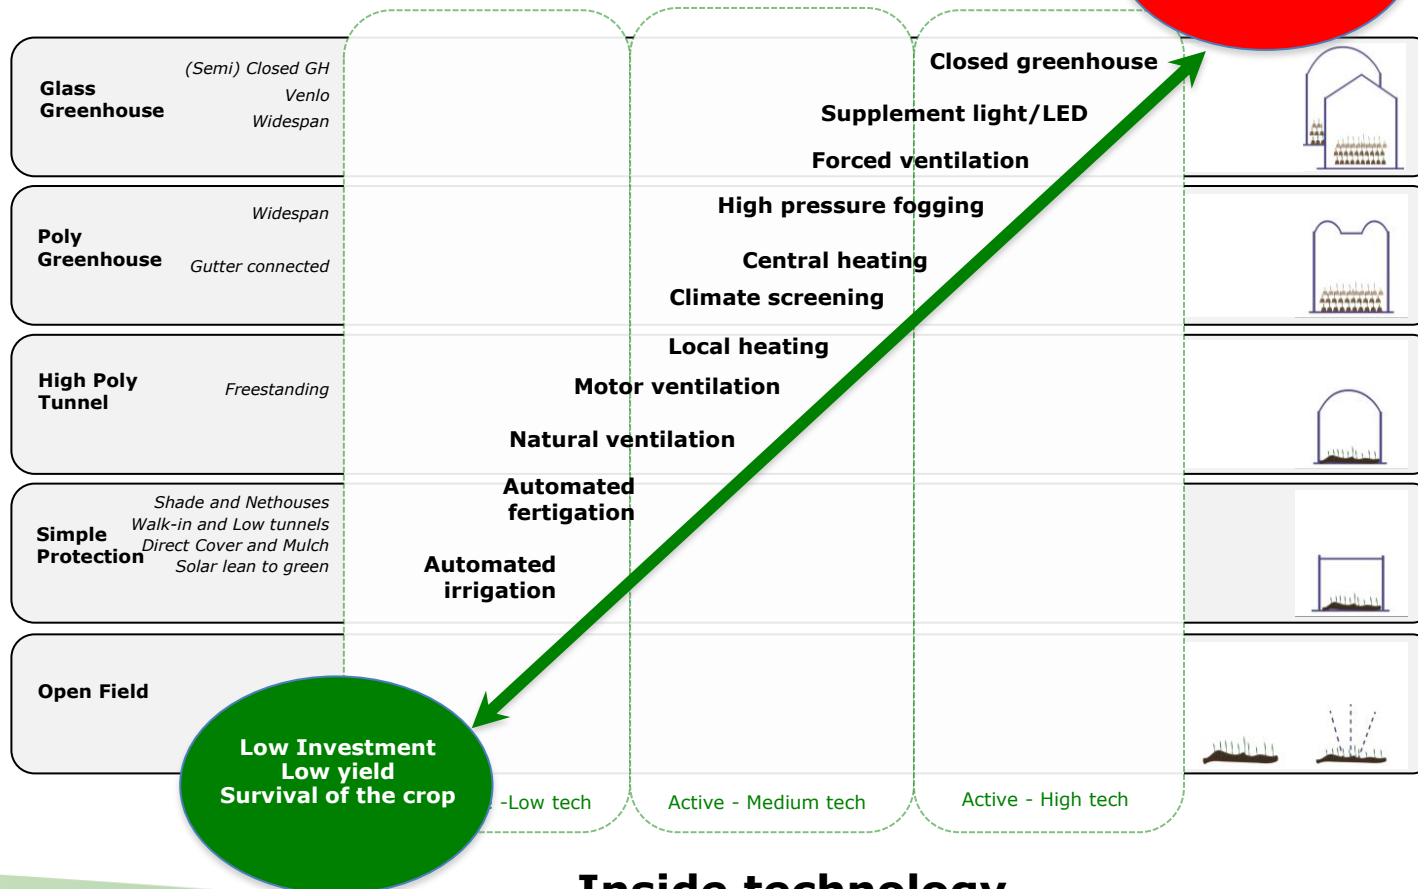 Closed greenhouse
Supplement light/LED
Forced ventilation
Glass
Greenhouse
(Semi) Closed GH
Venlo
Widespan
High pressure fogging
Central heating
Climate screening
Poly
Greenhouse
Widespan
Gutter connected
Local heating
Motor ventilation
Natural ventilation
High Poly
Tunnel
Freestanding
Automated
fertigation
Automated
irrigation
Simple
Protection
Shade and Nethouses
Walk-in and Low tunnels
Direct Cover and Mulch
Solar lean to green
Open Field
Low Investment
Low yield
Survival of the crop
-Low tech
Active - Medium tech
Active - High tech
Inside technology